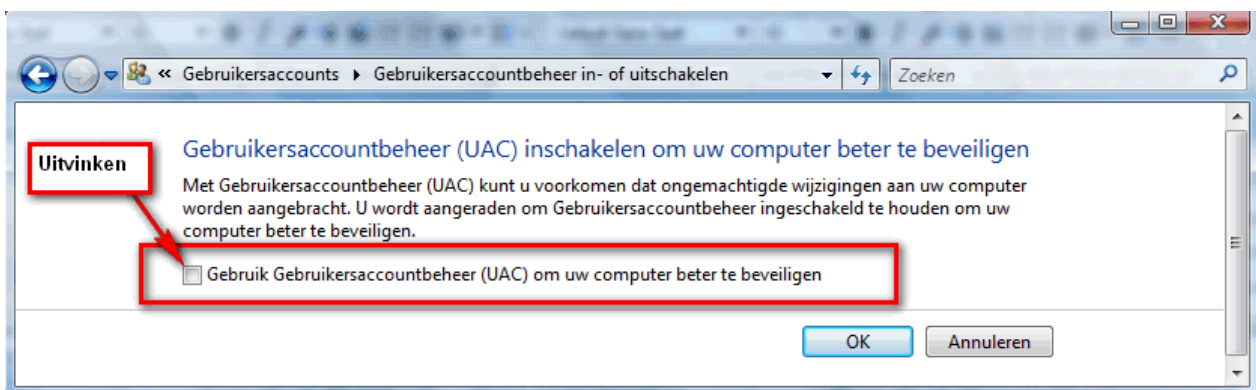 « Gebruikersaccounts ▸ Gebruikersaccountbeheer in- of uitschakelen
Zoeken
Uitvinken
Gebruikersaccountbeheer (UAC) inschakelen om uw computer beter te beveiligen
Met Gebruikersaccountbeheer (UAC) kunt u voorkomen dat ongemachtigde wijzigingen aan uw computer
worden aangebracht. U wordt aangeraden om Gebruikersaccountbeheer ingeschakeld te houden om uw
computer beter te beveiligen.
Gebruik Gebruikersaccountbeheer (UAC) om uw computer beter te beveiligen
OK
Annuleren